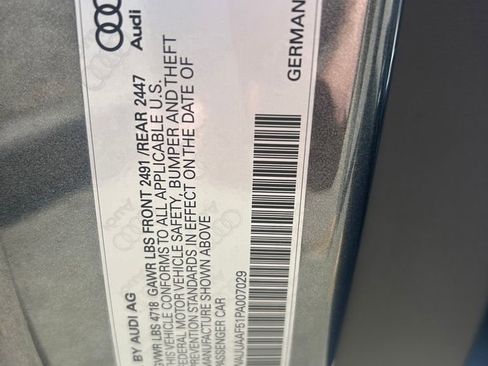 Audi
GERMAN
BY AUDI AG
GVWR LBS 4718 GAWR LBS FRONT 2491 /REAR 2447
THIS VEHICLE CONFORMS TO ALL APPLICABLE U.S.
FEDERAL MOTOR VEHICLE SAFETY, BUMPER AND THEFT
PREVENTION STANDARDS IN EFFECT ON THE DATE OF
MANUFACTURE SHOWN ABOVE
PASSENGER CAR
WAUUAAF51PA007029